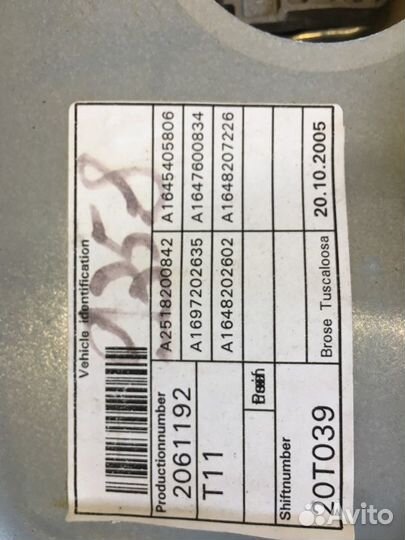 Vehicle identification
1358
Productionnumber
2061192
A2518200842 A1645405806
T11
A1697202635 A1647600834
A1648202602 A1648207226
Shiftnumber
20T039
Brose Tuscaloosa 20.10.2005
Avito